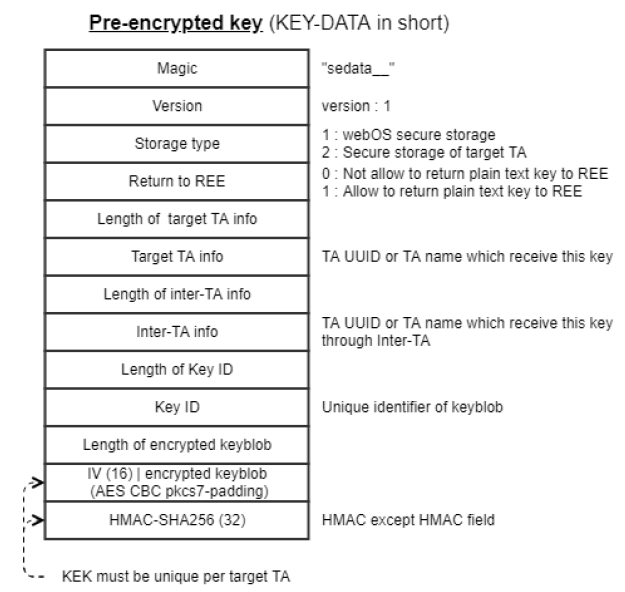 Pre-encrypted key (KEY-DATA in short)
Magic
"sedata__"
Version
version : 1
Storage type
1 : webOS secure storage
2 : Secure storage of target TA
Return to REE
0 : Not allow to return plain text key to REE
1 : Allow to return plain text key to REE
Length of target TA info
Target TA info
TA UUID or TA name which receive this key
Length of inter-TA info
Inter-TA info
TA UUID or TA name which receive this key
through Inter-TA
Length of Key ID
Key ID
Unique identifier of keyblob
Length of encrypted keyblob
IV (16) | encrypted keyblob
(AES CBC pkcs7-padding)
HMAC-SHA256 (32)
HMAC except HMAC field
KEK must be unique per target TA